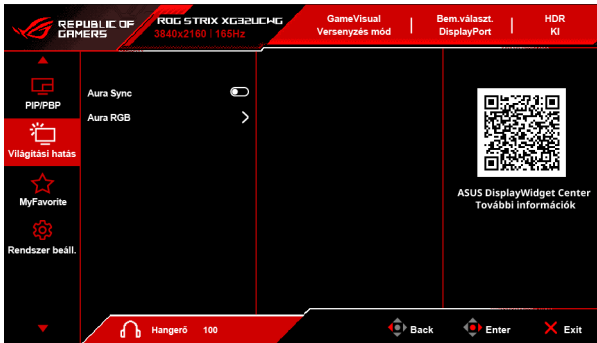 REPUBLIC OF
GAMERS
ROG STRIX XG32UCWG
3840x2160 | 165Hz
GameVisual
Versenyzés mód
Bem.választ.
DisplayPort
HDR
KI
PIP/PBP
Világítási hatás
MyFavorite
Rendszer beáll.
Aura Sync
Aura RGB
ASUS DisplayWidget Center
További információk
Hangerő 100
Back
Enter
Exit